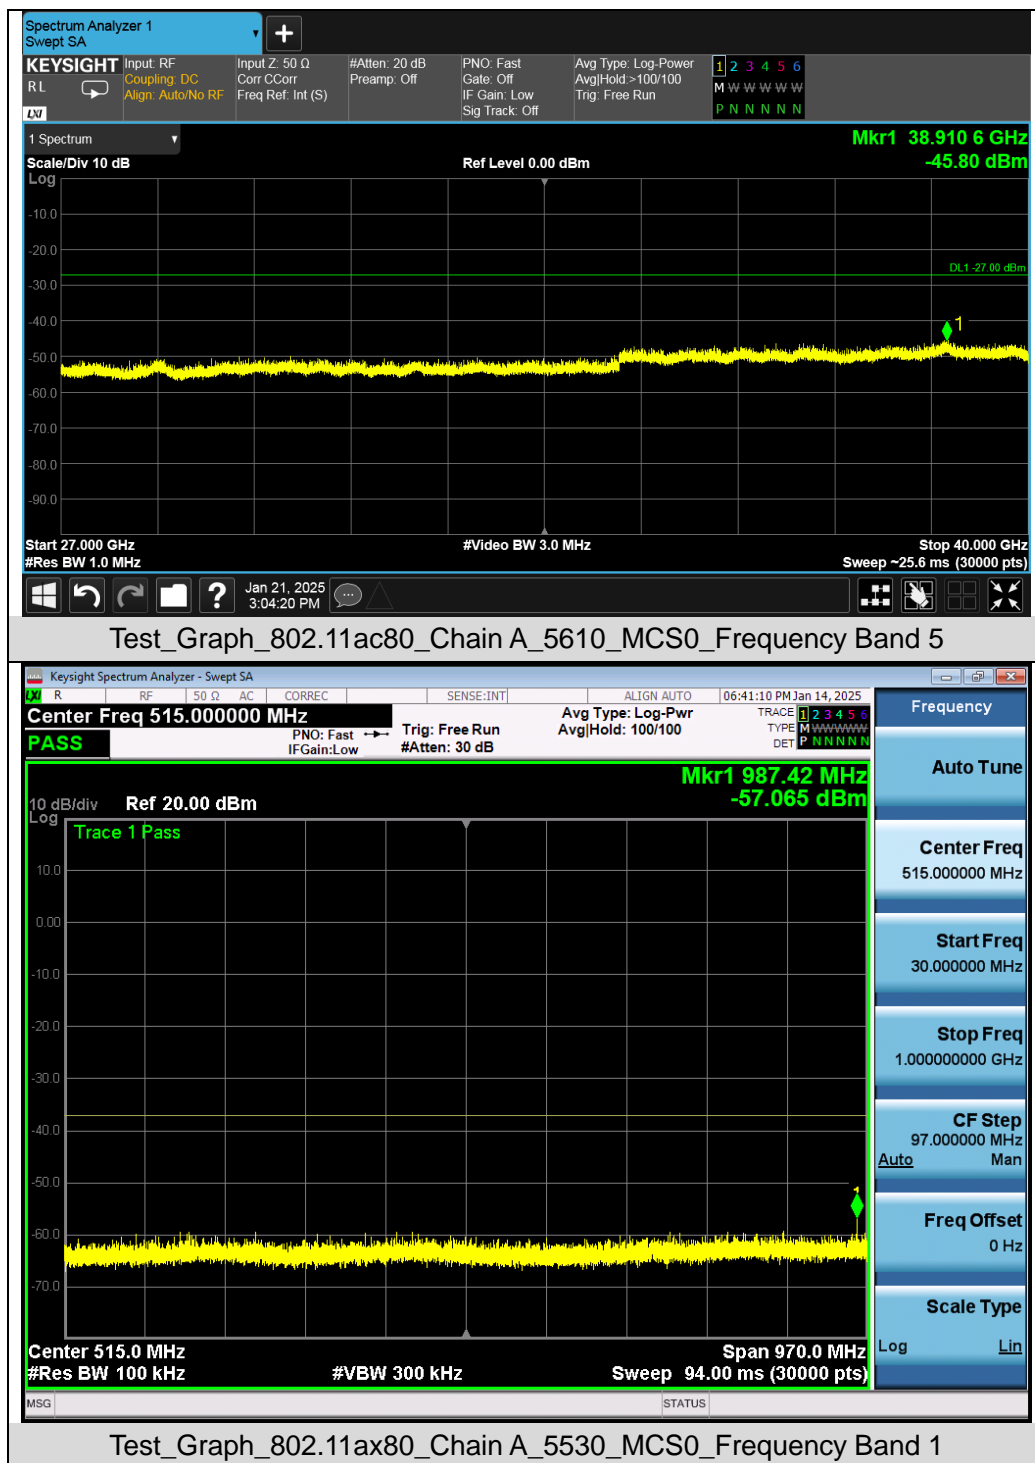 Spectrum Analyzer 1
Swept SA
KEYSIGHT
RL
LXI
Input: RF
Coupling: DC
Align: Auto/No RF
Input Z: 50 Ω
Corr CCorr
Freq Ref: Int (S)
#Atten: 20 dB
Preamp: Off
PNO: Fast
Gate: Off
IF Gain: Low
Sig Track: Off
Avg Type: Log-Power
Avg|Hold:>100/100
Trig: Free Run
1 2 3 4 5 6
M W W W W W
P N N N N N
1 Spectrum
Scale/Div 10 dB
Ref Level 0.00 dBm
Mkr1 38.910 6 GHz
-45.80 dBm
Log
-10.0
-20.0
DL1 -27.00 dBm
-30.0
-40.0
1
-50.0
-60.0
-70.0
-80.0
-90.0
Start 27.000 GHz
#Video BW 3.0 MHz
Stop 40.000 GHz
#Res BW 1.0 MHz
Sweep ~25.6 ms (30000 pts)
?
Jan 21, 2025
3:04:20 PM
Test_Graph_802.11ac80_Chain A_5610_MCS0_Frequency Band 5
Keysight Spectrum Analyzer - Swept SA
LXI
R
RF
50 Ω
AC
CORREC
SENSE:INT
ALIGN AUTO
06:41:10 PM Jan 14, 2025
Center Freq 515.000000 MHz
PASS
PNO: Fast
IFGain:Low
Trig: Free Run
#Atten: 30 dB
Avg Type: Log-Pwr
Avg|Hold: 100/100
TRACE 1 2 3 4 5 6
TYPE M W W W W W
DET P N N N N N
Mkr1 987.42 MHz
-57.065 dBm
10 dB/div
Ref 20.00 dBm
Log
Trace 1 Pass
10.0
0.00
-10.0
-20.0
-30.0
-40.0
-50.0
1
-60.0
-70.0
Center 515.0 MHz
Span 970.0 MHz
#Res BW 100 kHz
#VBW 300 kHz
Sweep 94.00 ms (30000 pts)
MSG
STATUS
Frequency
Auto Tune
Center Freq
515.000000 MHz
Start Freq
30.000000 MHz
Stop Freq
1.000000000 GHz
CF Step
97.000000 MHz
Auto Man
Freq Offset
0 Hz
Scale Type
Log Lin
Test_Graph_802.11ax80_Chain A_5530_MCS0_Frequency Band 1